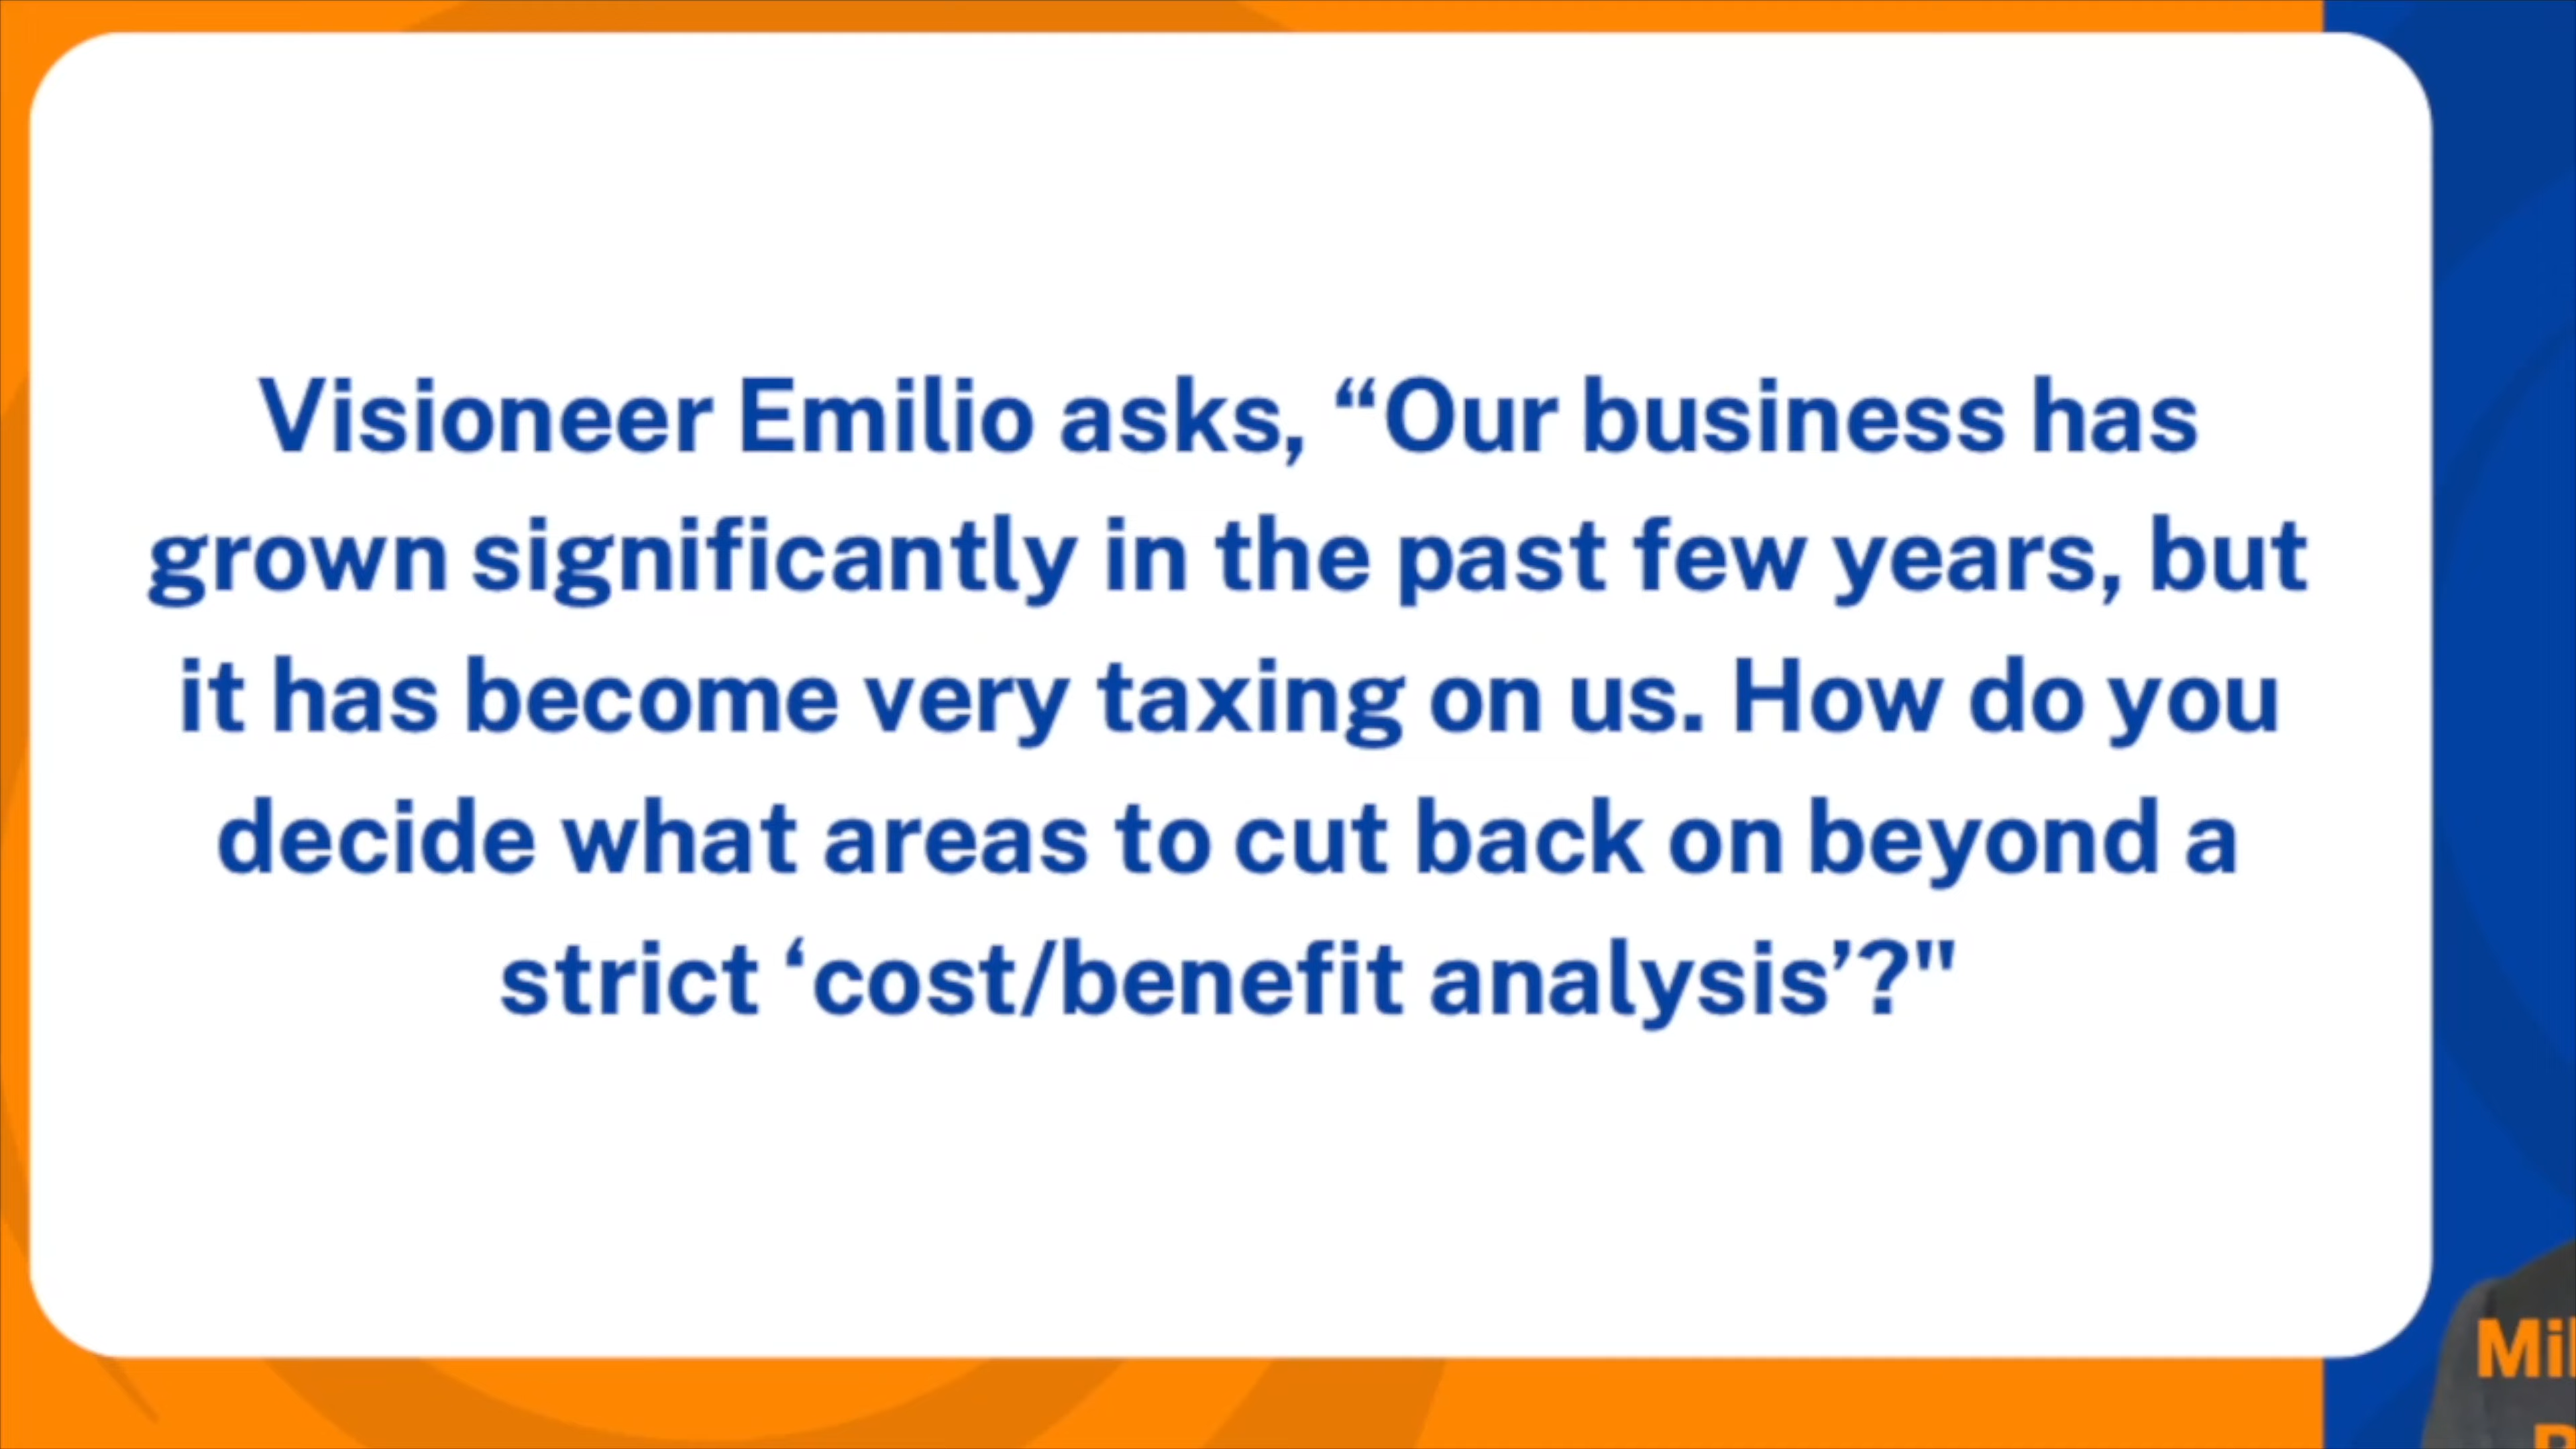 Visioneer Emilio asks, “Our business has
grown significantly in the past few years, but
it has become very taxing on us. How do you
decide what areas to cut back on beyond a
strict ‘cost/benefit analysis’?"